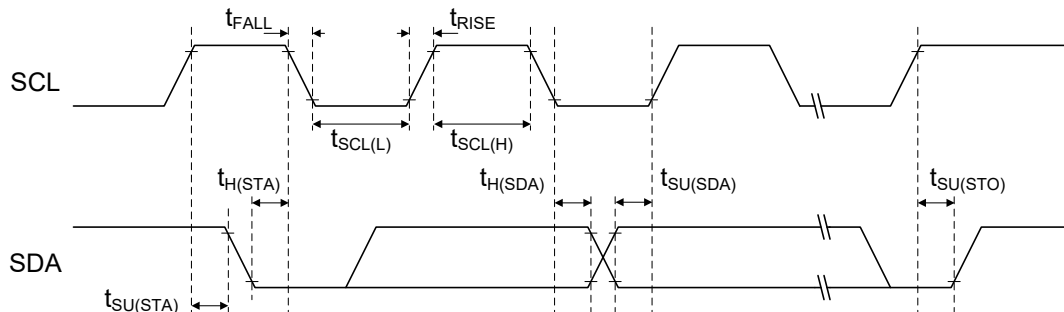 tFALL
tRISE
SCL
tSCL(L)
tSCL(H)
tH(STA)
tH(SDA)
tSU(SDA)
tSU(STO)
SDA
tSU(STA)